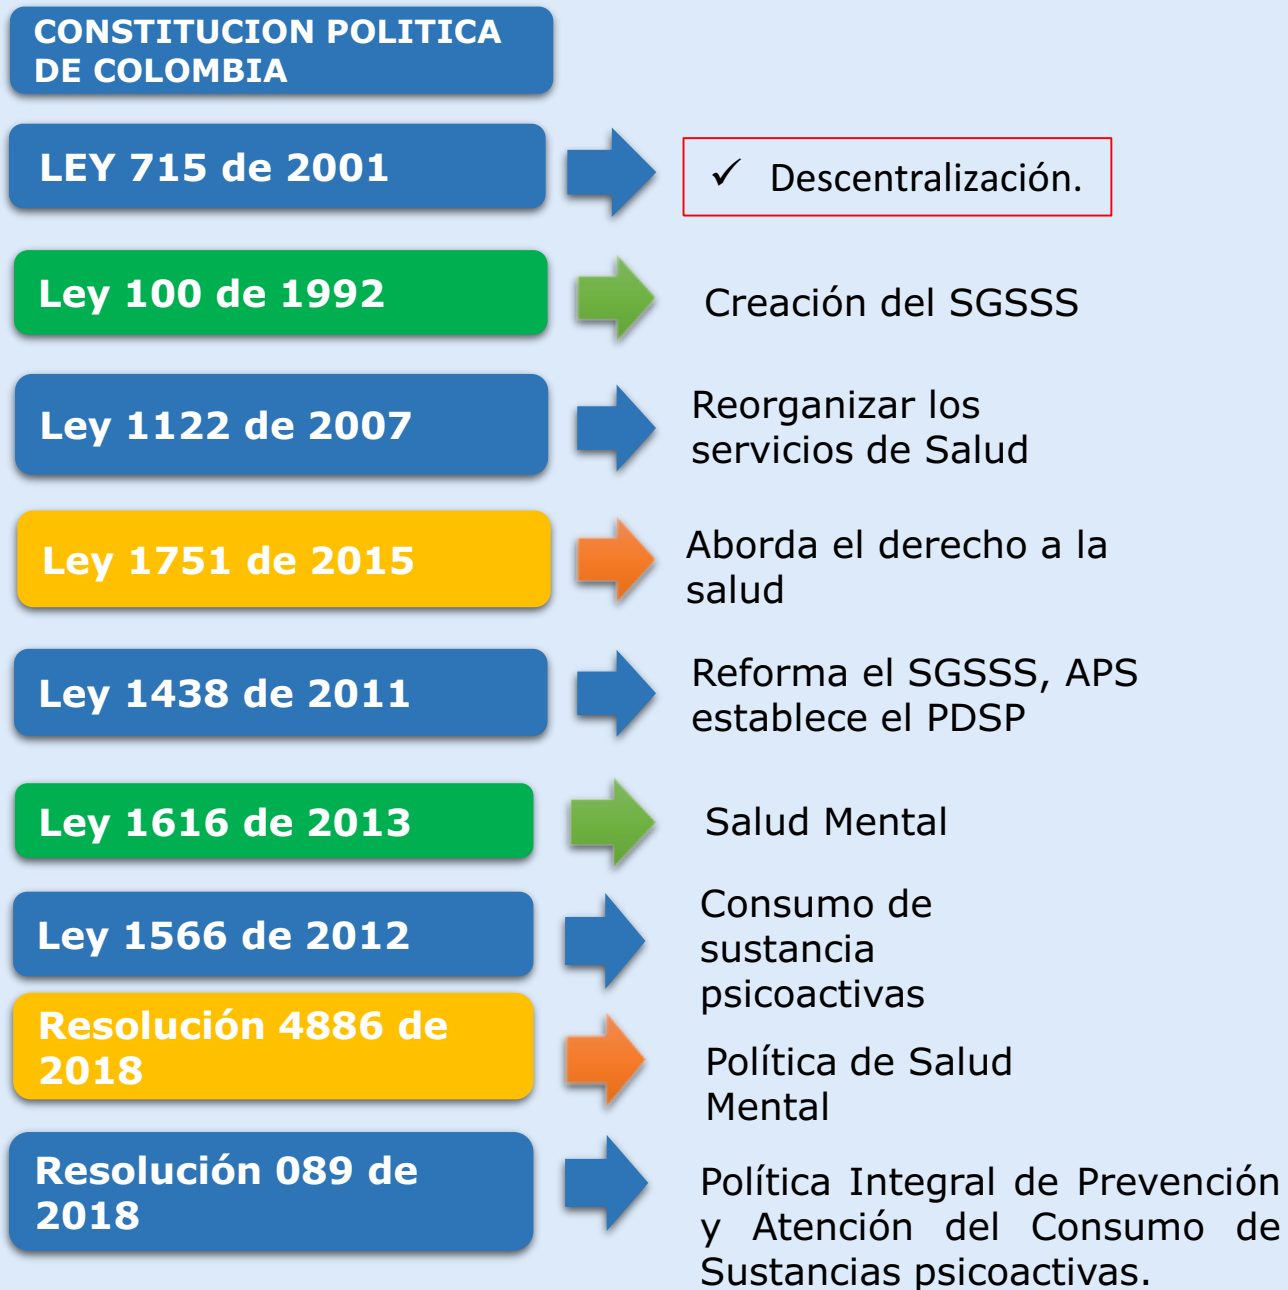 CONSTITUCION POLITICA
DE COLOMBIA
LEY 715 de 2001
✓ Descentralización.
Ley 100 de 1992
Creación del SGSSS
Ley 1122 de 2007
Reorganizar los
servicios de Salud
Ley 1751 de 2015
Aborda el derecho a la
salud
Ley 1438 de 2011
Reforma el SGSSS, APS
establece el PDSP
Ley 1616 de 2013
Salud Mental
Ley 1566 de 2012
Consumo de
sustancia
psicoactivas
Resolución 4886 de
2018
Política de Salud
Mental
Resolución 089 de
2018
Política Integral de Prevención
y Atención del Consumo de
Sustancias psicoactivas.